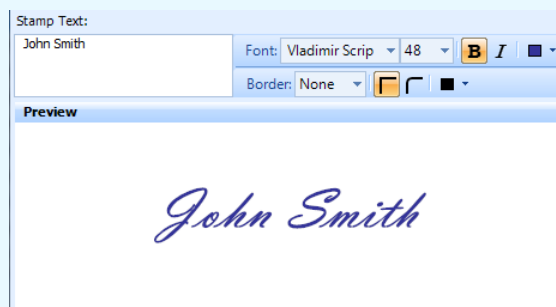 Stamp Text:
John Smith
Font: Vladimir Scrip 48 B I
Border: None
Preview
John Smith